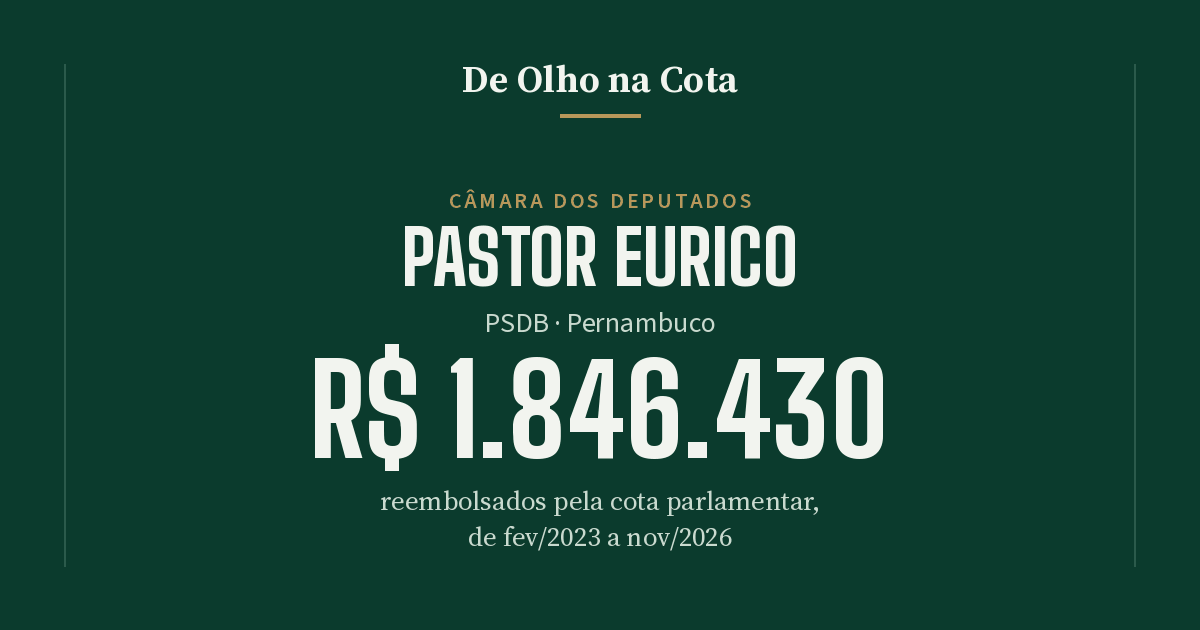 De Olho na Cota
CÂMARA DOS DEPUTADOS
PASTOR EURICO
PSDB · Pernambuco
R$ 1.846.430
reembolsados pela cota parlamentar,
de fev/2023 a nov/2026